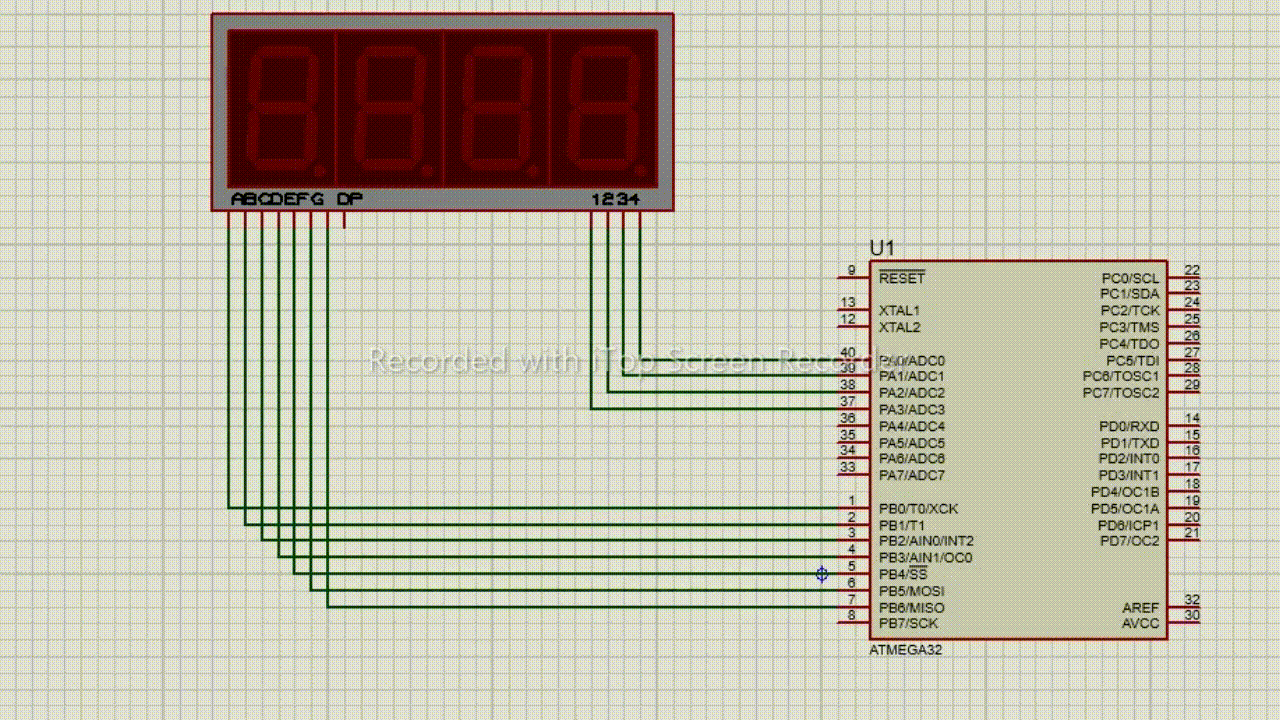 ABCDEFG DP
1234
U1
9 RESET
13 XTAL1
12 XTAL2
40 PA0/ADC0
39 PA1/ADC1
38 PA2/ADC2
37 PA3/ADC3
36 PA4/ADC4
35 PA5/ADC5
34 PA6/ADC6
33 PA7/ADC7
1 PB0/T0/XCK
2 PB1/T1
3 PB2/AIN0/INT2
4 PB3/AIN1/OC0
5 PB4/SS
6 PB5/MOSI
7 PB6/MISO
8 PB7/SCK
PC0/SCL 22
PC1/SDA 23
PC2/TCK 24
PC3/TMS 25
PC4/TDO 26
PC5/TDI 27
PC6/TOSC1 28
PC7/TOSC2 29
PD0/RXD 14
PD1/TXD 15
PD2/INT0 16
PD3/INT1 17
PD4/OC1B 18
PD5/OC1A 19
PD6/ICP1 20
PD7/OC2 21
AREF 32
AVCC 30
ATMEGA32
Recorded with iTop Screen Recorder